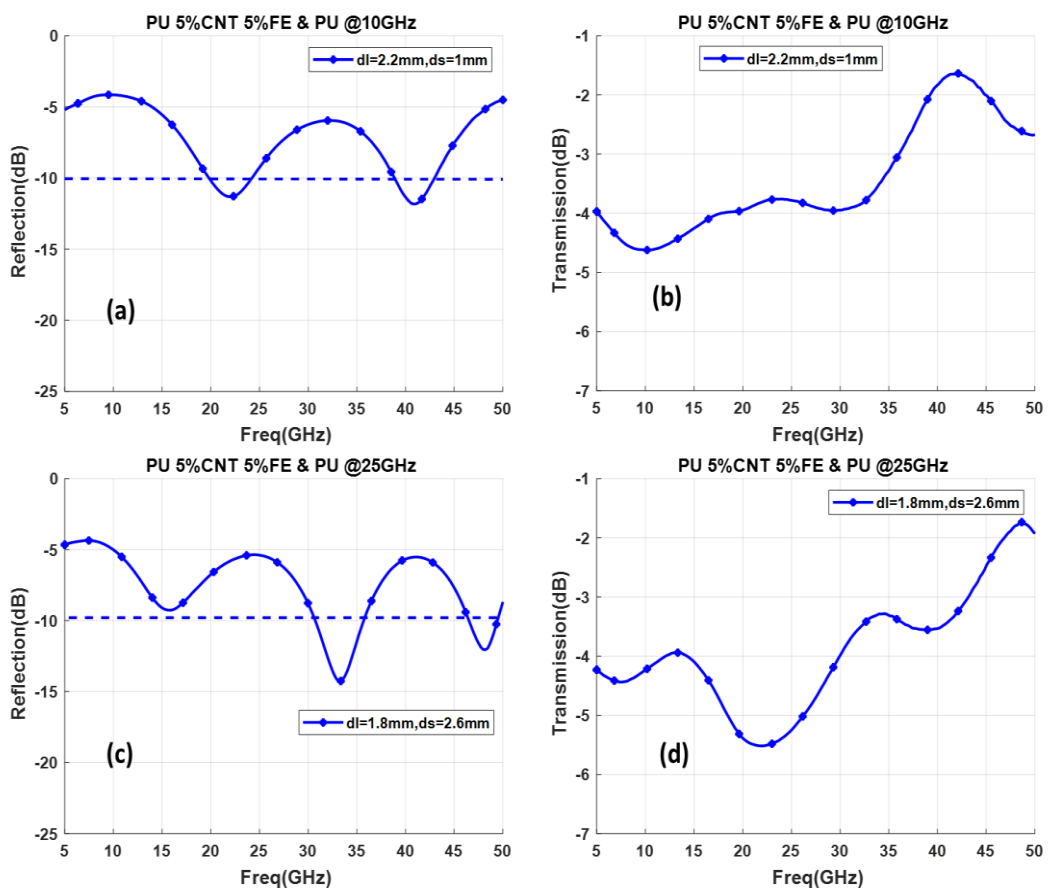 PU 5%CNT 5%FE & PU @10GHz
0
-5
-10
-15
-20
-25
Reflection(dB)
dl=2.2mm,ds=1mm
(a)
5 10 15 20 25 30 35 40 45 50
Freq(GHz)
PU 5%CNT 5%FE & PU @10GHz
-1
-2
-3
-4
-5
-6
-7
Transmission(dB)
dl=2.2mm,ds=1mm
(b)
5 10 15 20 25 30 35 40 45 50
Freq(GHz)
PU 5%CNT 5%FE & PU @25GHz
0
-5
-10
-15
-20
-25
Reflection(dB)
dl=1.8mm,ds=2.6mm
(c)
5 10 15 20 25 30 35 40 45 50
Freq(GHz)
PU 5%CNT 5%FE & PU @25GHz
-1
-2
-3
-4
-5
-6
-7
Transmission(dB)
dl=1.8mm,ds=2.6mm
(d)
5 10 15 20 25 30 35 40 45 50
Freq(GHz)